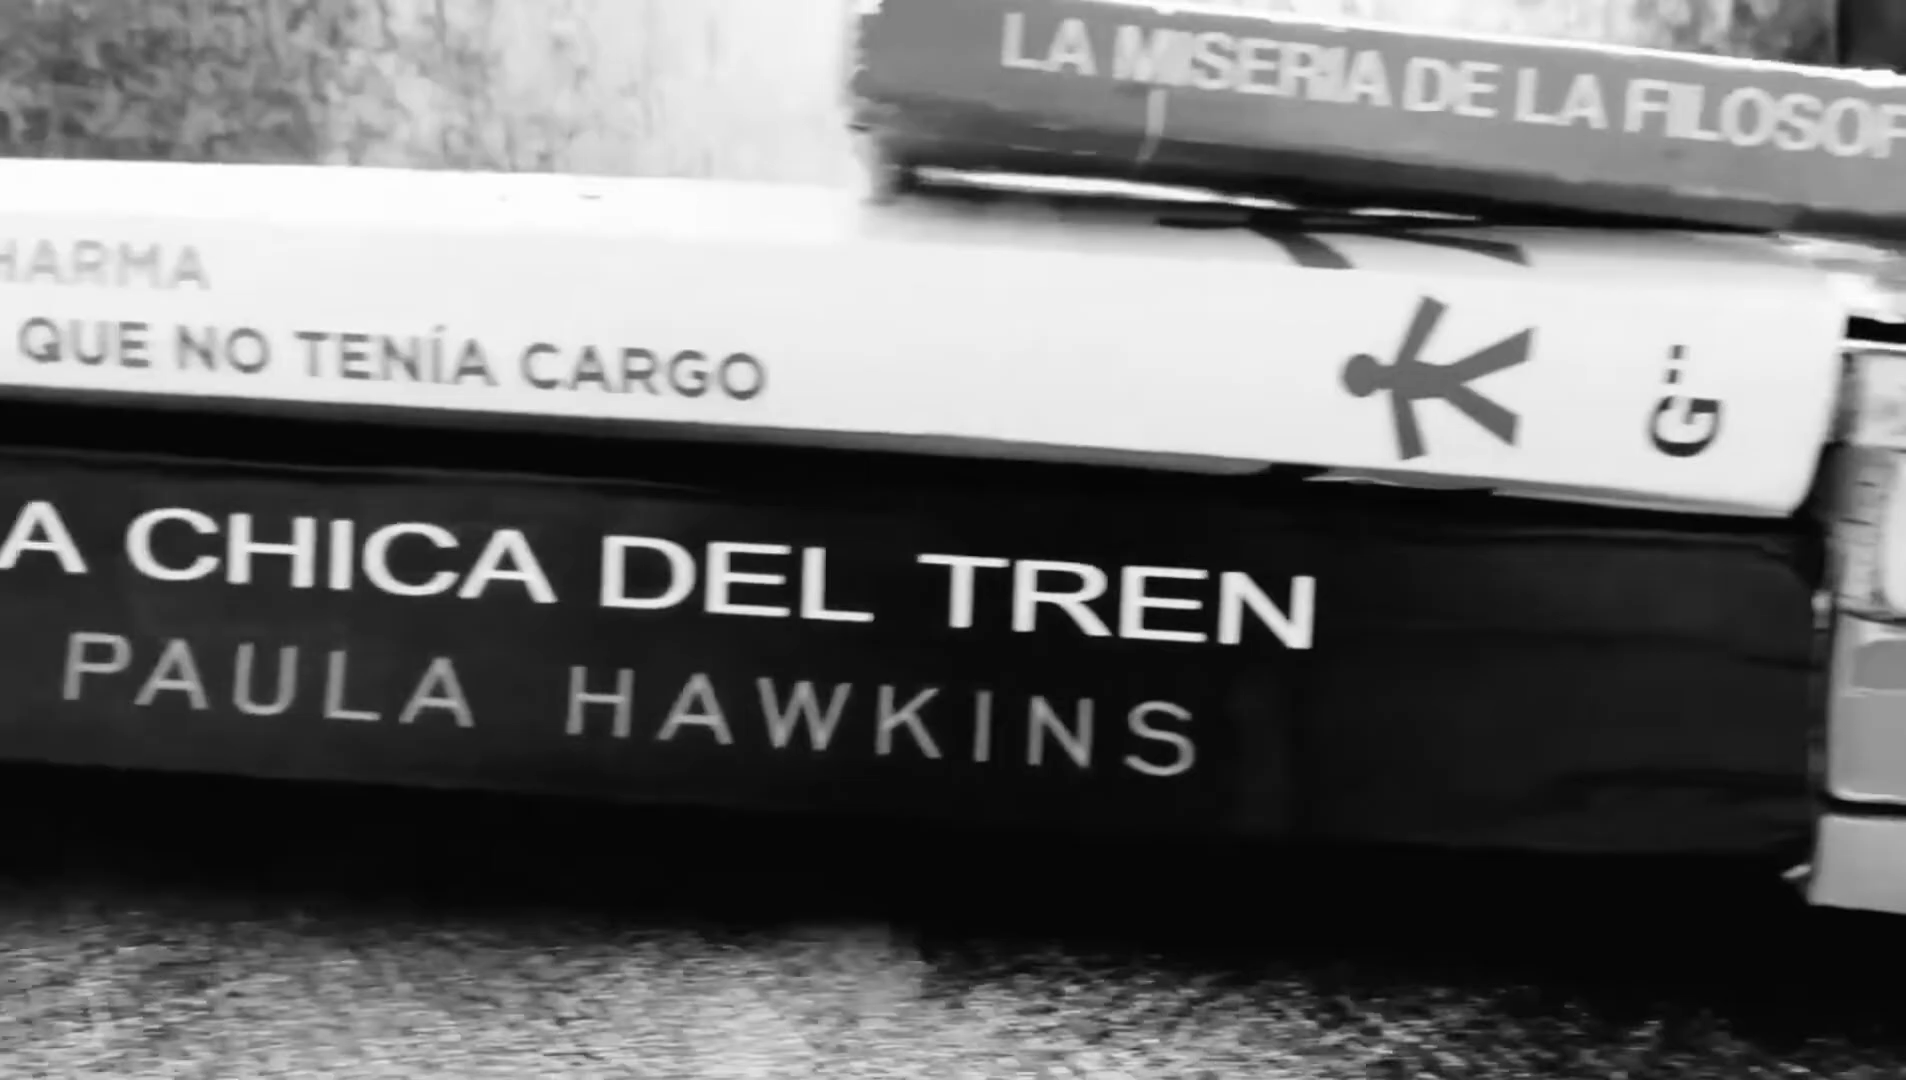 LA MISERIA DE LA FILOSOF
HARMA
QUE NO TENÍA CARGO
G--
A CHICA DEL TREN
PAULA HAWKINS